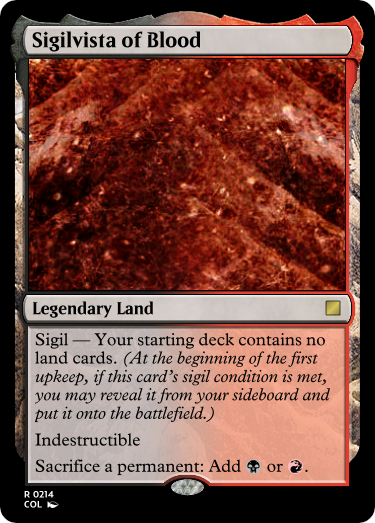 Sigilvista of Blood
Legendary Land
Sigil — Your starting deck contains no
land cards. (At the beginning of the first
upkeep, if this card's sigil condition is met,
you may reveal it from your sideboard and
put it onto the battlefield.)
Indestructible
Sacrifice a permanent: Add or .
R 0214
COL